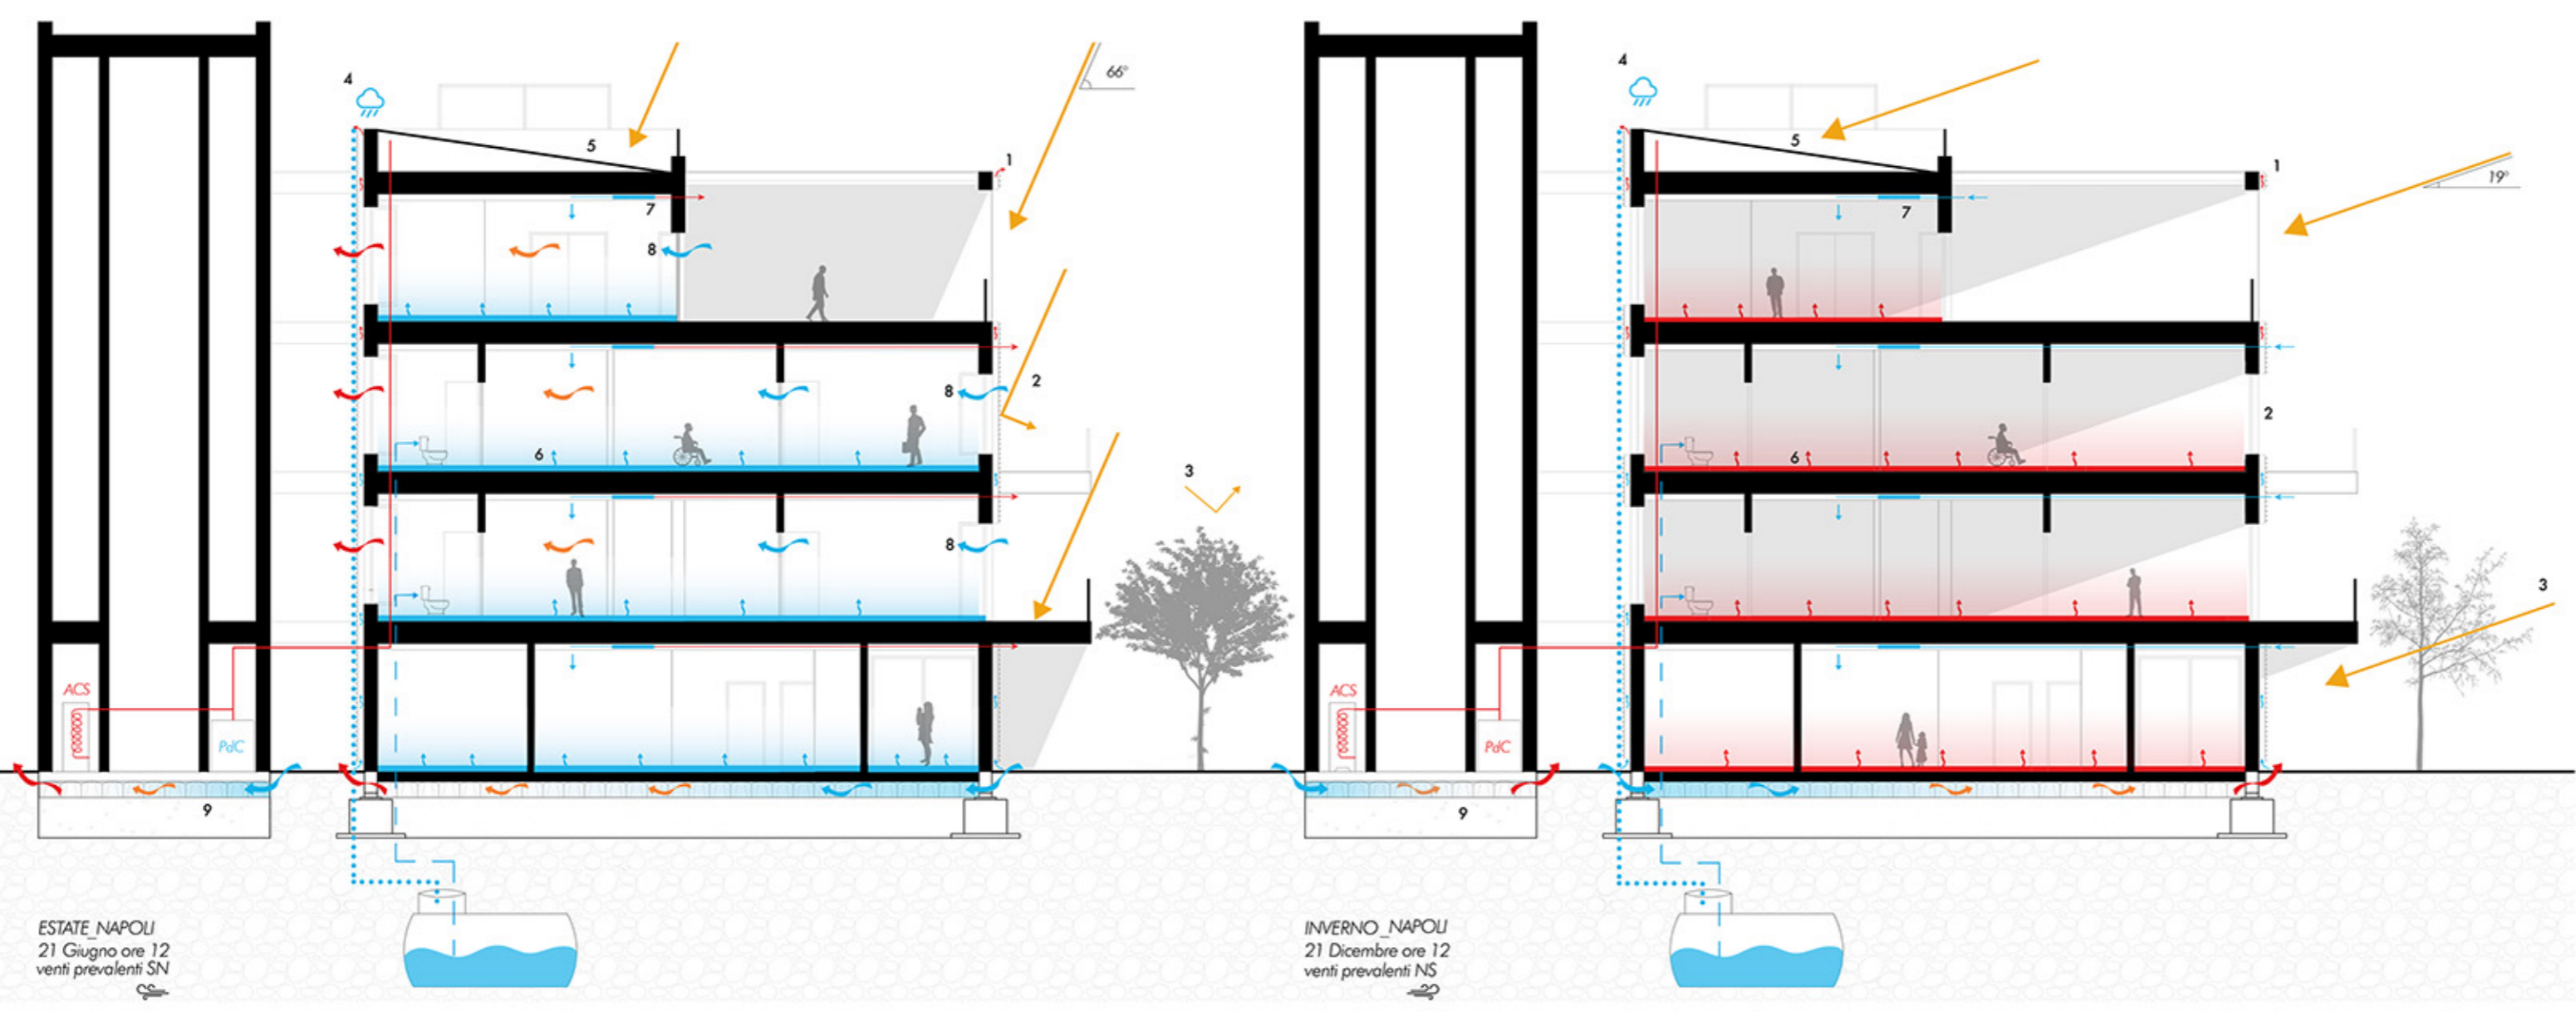 4
66°
5
1
7
8
2
8
6
3
8
ACS
PdC
9
ESTATE_NAPOLI
21 Giugno ore 12
venti prevalenti SN
4
5
1
19°
7
2
6
3
ACS
PdC
9
INVERNO_NAPOLI
21 Dicembre ore 12
venti prevalenti NS